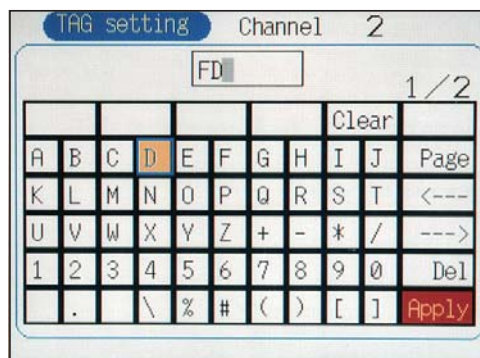 TAG setting Channel 2
FD
1/2
Clear
A B C D E F G H I J Page
K L M N O P Q R S T <---
U V W X Y Z + - * / --->
1 2 3 4 5 6 7 8 9 0 Del
. \ % # ( ) [ ] Apply